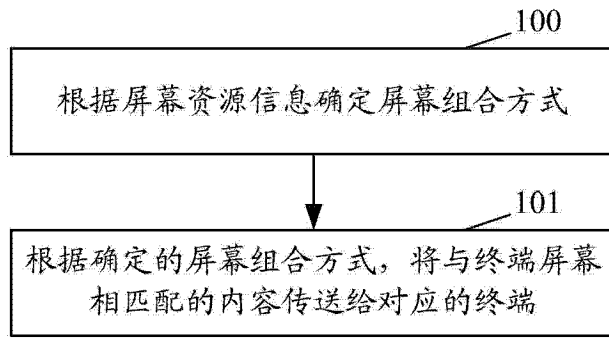 100
根据屏幕资源信息确定屏幕组合方式
101
根据确定的屏幕组合方式，将与终端屏幕
相匹配的内容传送给对应的终端